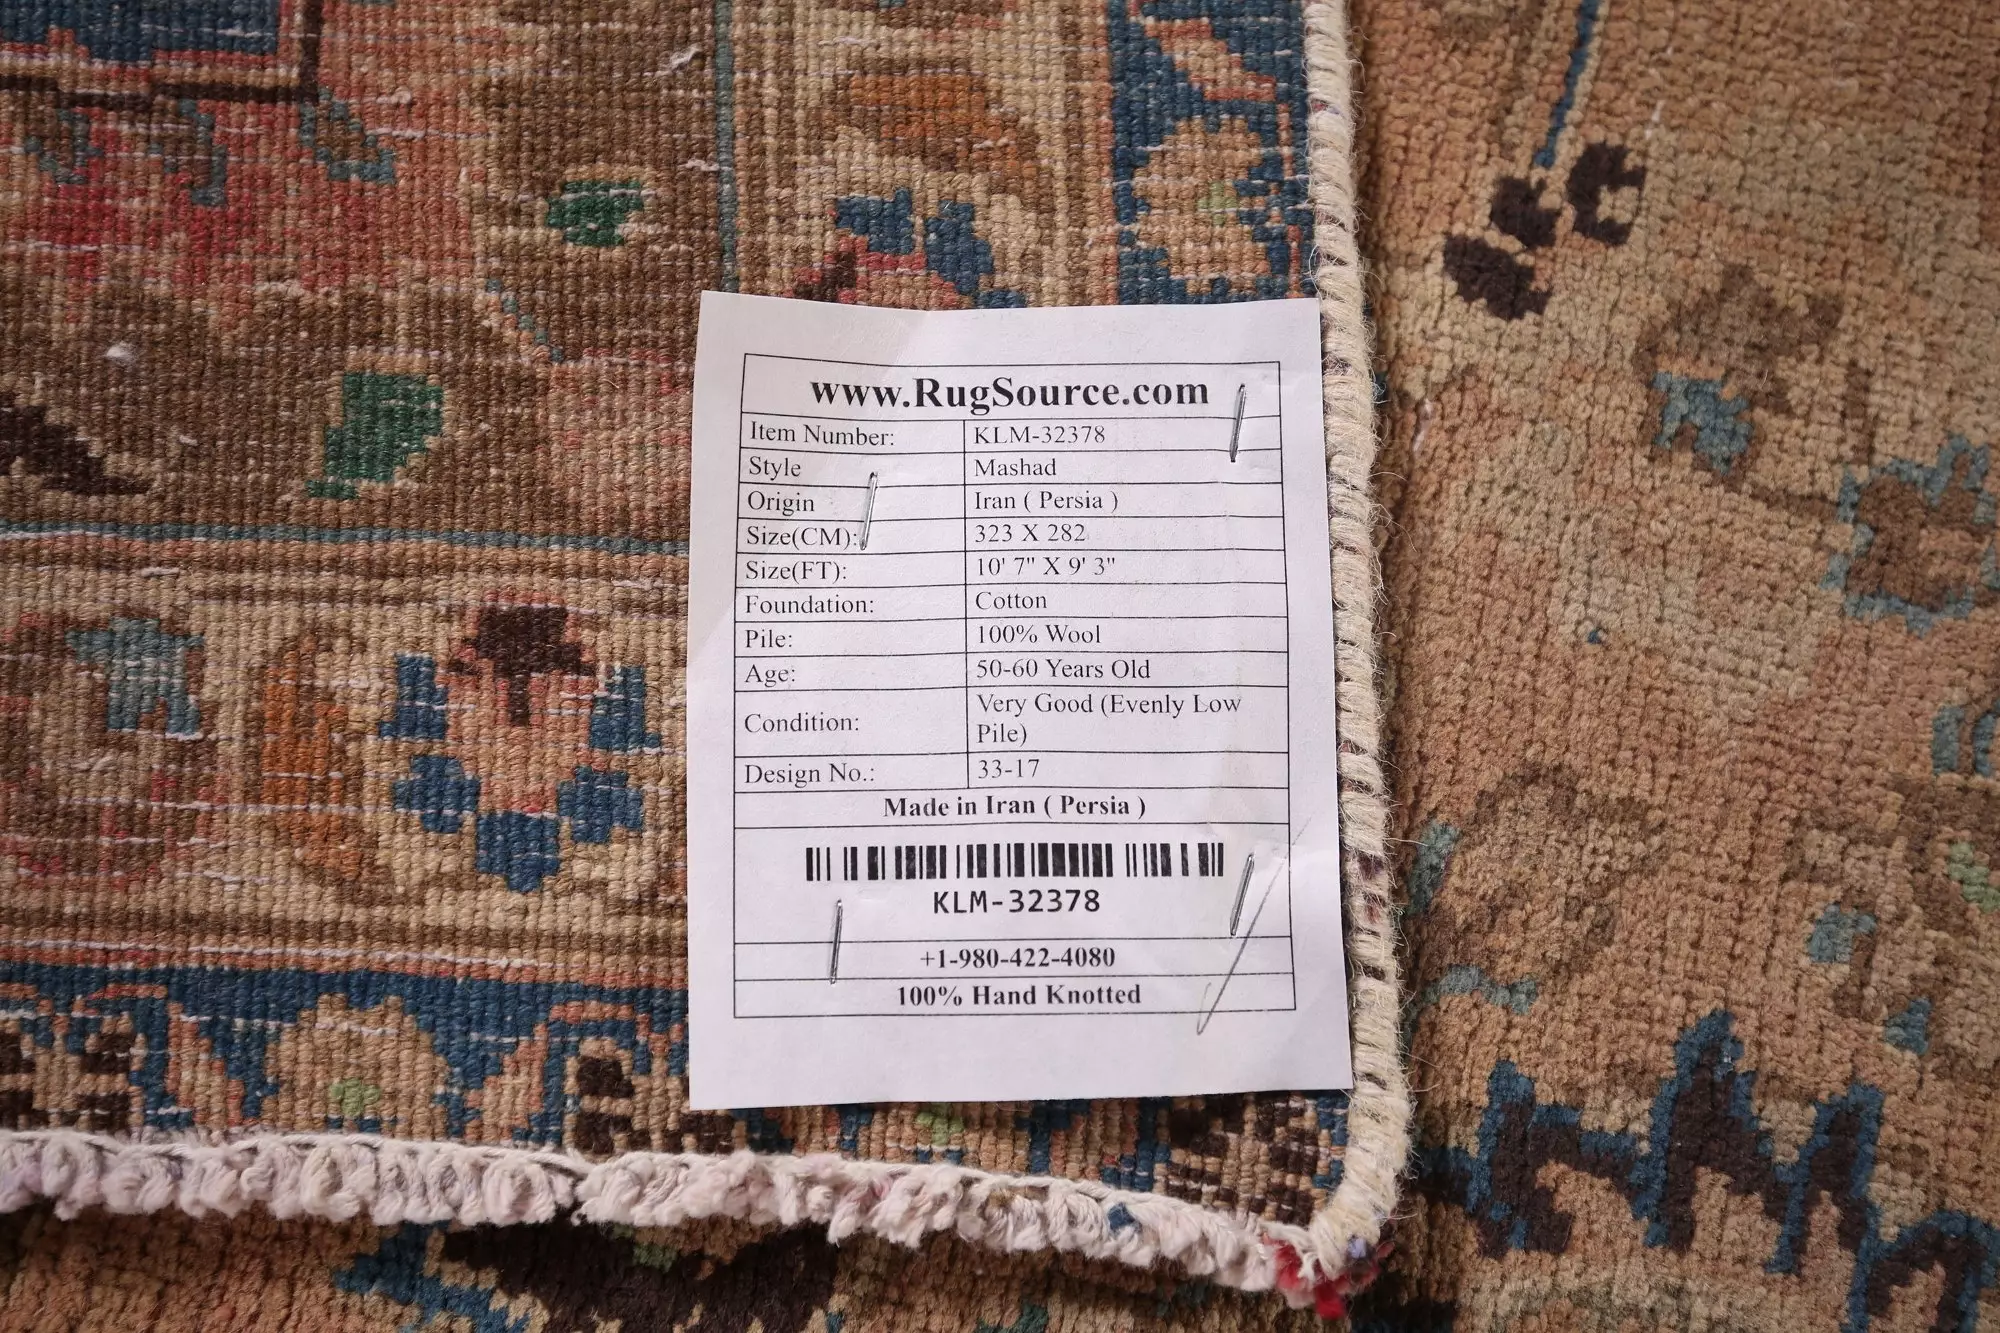 www.RugSource.com
Item Number: KLM-32378
Style Mashad
Origin Iran ( Persia )
Size(CM): 323 X 282
Size(FT): 10' 7" X 9' 3"
Foundation: Cotton
Pile: 100% Wool
Age: 50-60 Years Old
Condition: Very Good (Evenly Low
Pile)
Design No.: 33-17
Made in Iran ( Persia )
KLM-32378
+1-980-422-4080
100% Hand Knotted